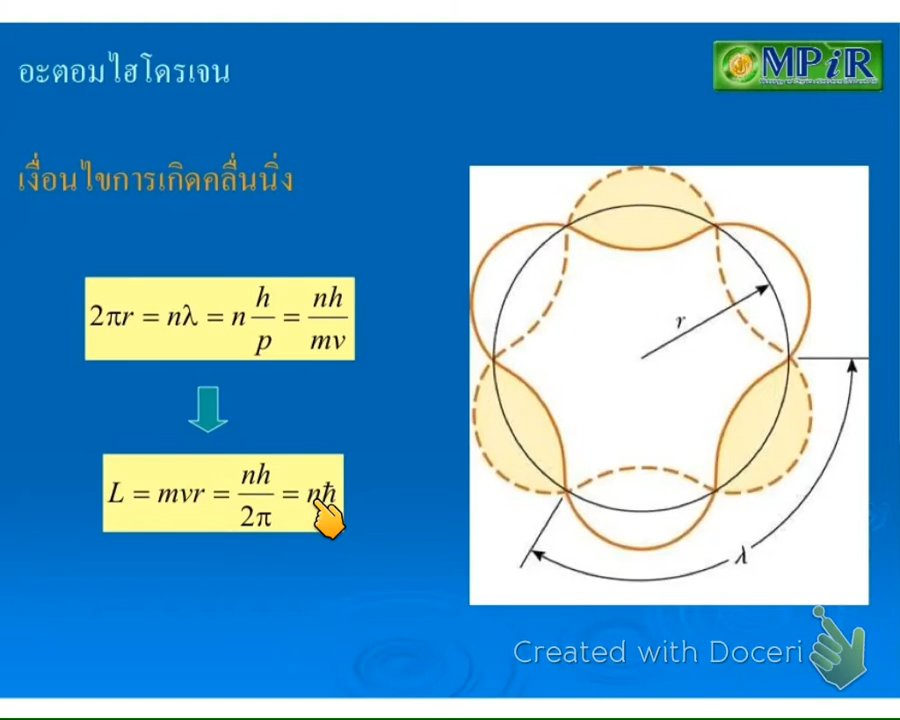 อะตอมไฮโดรเจน
MPiR
เงื่อนไขการเกิดคลื่นนิ่ง
2πr = nλ = n h/p = nh/mv
L = mvr = nh/2π = nħ
r
λ
Created with Doceri